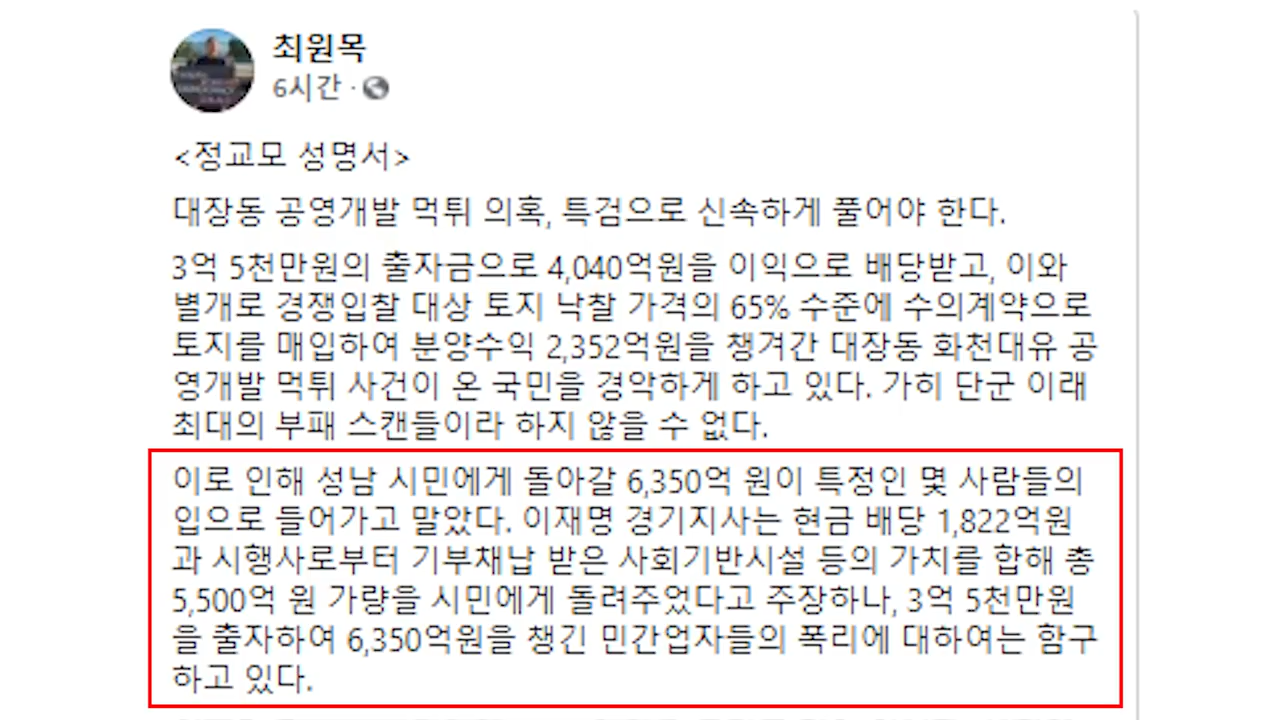 최원목
6시간 ·
<정교모 성명서>
대장동 공영개발 먹튀 의혹, 특검으로 신속하게 풀어야 한다.
3억 5천만원의 출자금으로 4,040억원을 이익으로 배당받고, 이와
별개로 경쟁입찰 대상 토지 낙찰 가격의 65% 수준에 수의계약으로
토지를 매입하여 분양수익 2,352억원을 챙겨간 대장동 화천대유 공
영개발 먹튀 사건이 온 국민을 경악하게 하고 있다. 가히 단군 이래
최대의 부패 스캔들이라 하지 않을 수 없다.
이로 인해 성남 시민에게 돌아갈 6,350억 원이 특정인 몇 사람들의
입으로 들어가고 말았다. 이재명 경기지사는 현금 배당 1,822억원
과 시행사로부터 기부채납 받은 사회기반시설 등의 가치를 합해 총
5,500억 원 가량을 시민에게 돌려주었다고 주장하나, 3억 5천만원
을 출자하여 6,350억원을 챙긴 민간업자들의 폭리에 대하여는 함구
하고 있다.